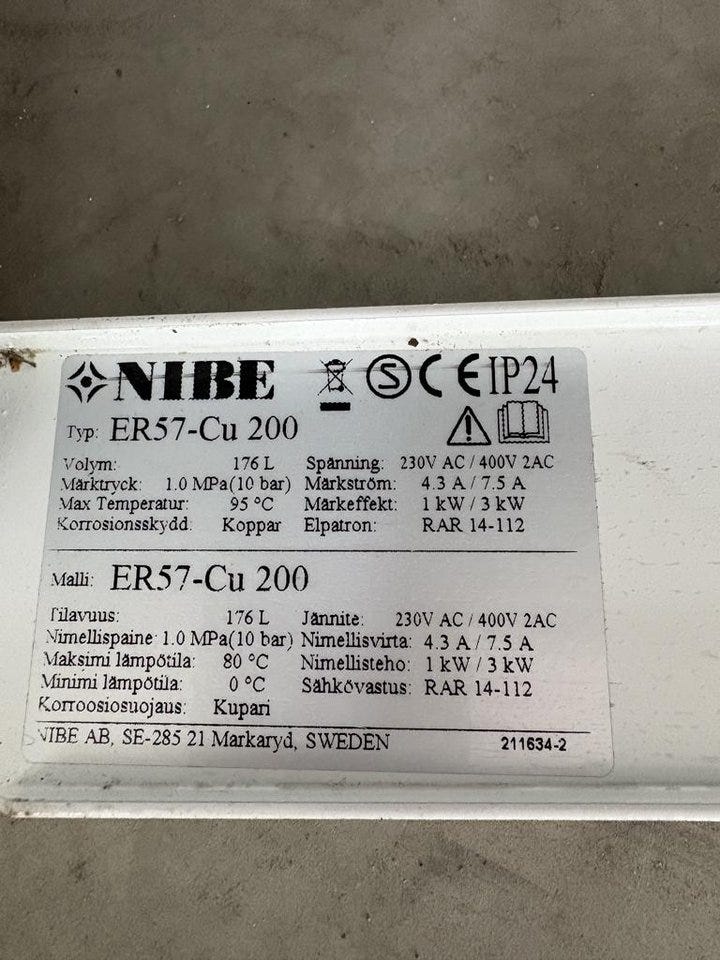 NIBE S CE IP24
Typ: ER57-Cu 200
Volym: 176 L Spänning: 230V AC / 400V 2AC
Märktryck: 1.0 MPa(10 bar) Märkström: 4.3 A / 7.5 A
Max Temperatur: 95 °C Märkeffekt: 1 kW / 3 kW
Korrosionsskydd: Koppar Elpatron: RAR 14-112
Malli: ER57-Cu 200
Tilavuus: 176 L Jännite: 230V AC / 400V 2AC
Nimellispaine: 1.0 MPa(10 bar) Nimellisvirta: 4.3 A / 7.5 A
Maksimi lämpötila: 80 °C Nimellisteho: 1 kW / 3 kW
Minimi lämpötila: 0 °C Sähkövastus: RAR 14-112
Korroosiosuojaus: Kupari
NIBE AB, SE-285 21 Markaryd, SWEDEN 211634-2